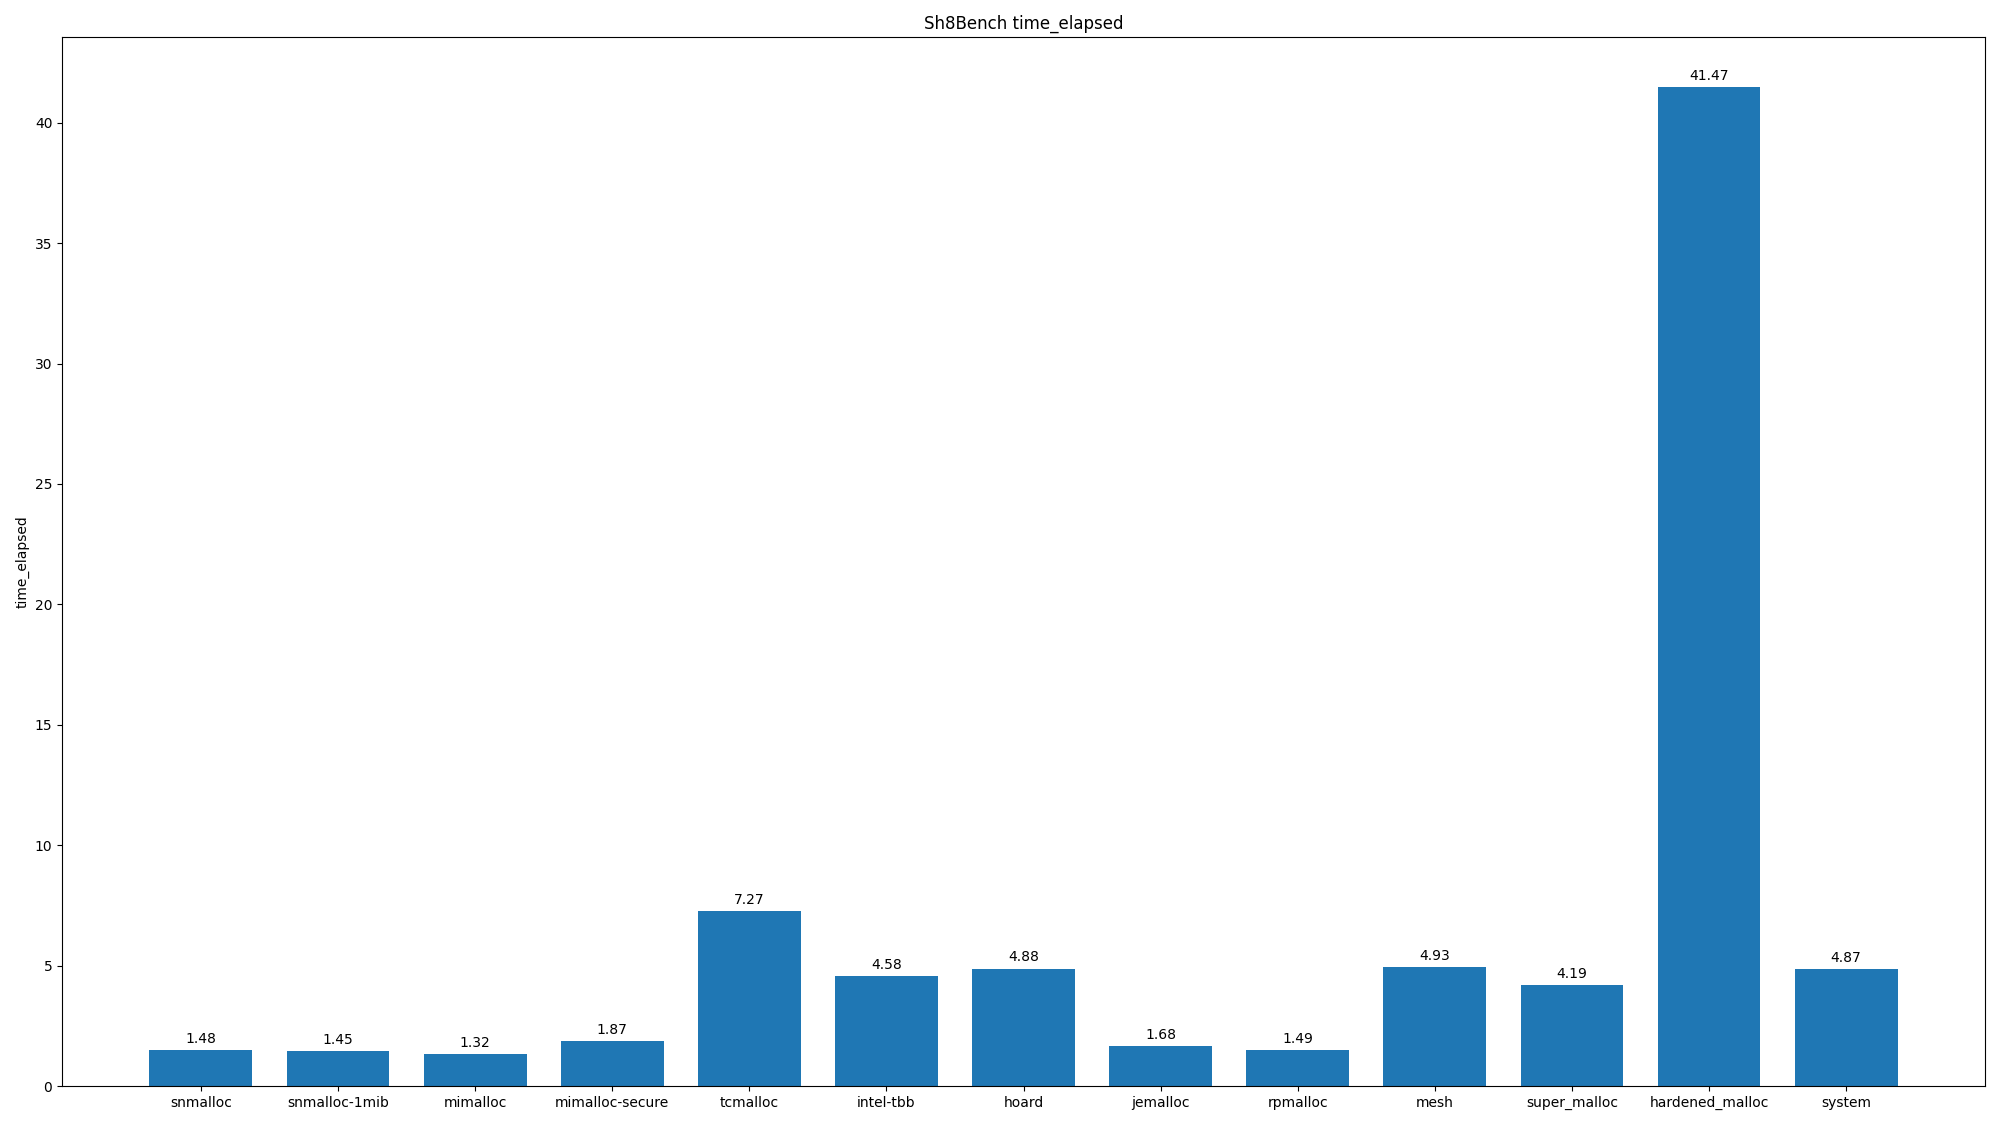 Sh8Bench time_elapsed
time_elapsed
40
35
30
25
20
15
10
5
0
1.48
1.45
1.32
1.87
7.27
4.58
4.88
1.68
1.49
4.93
4.19
41.47
4.87
snmalloc
snmalloc-1mib
mimalloc
mimalloc-secure
tcmalloc
intel-tbb
hoard
jemalloc
rpmalloc
mesh
super_malloc
hardened_malloc
system